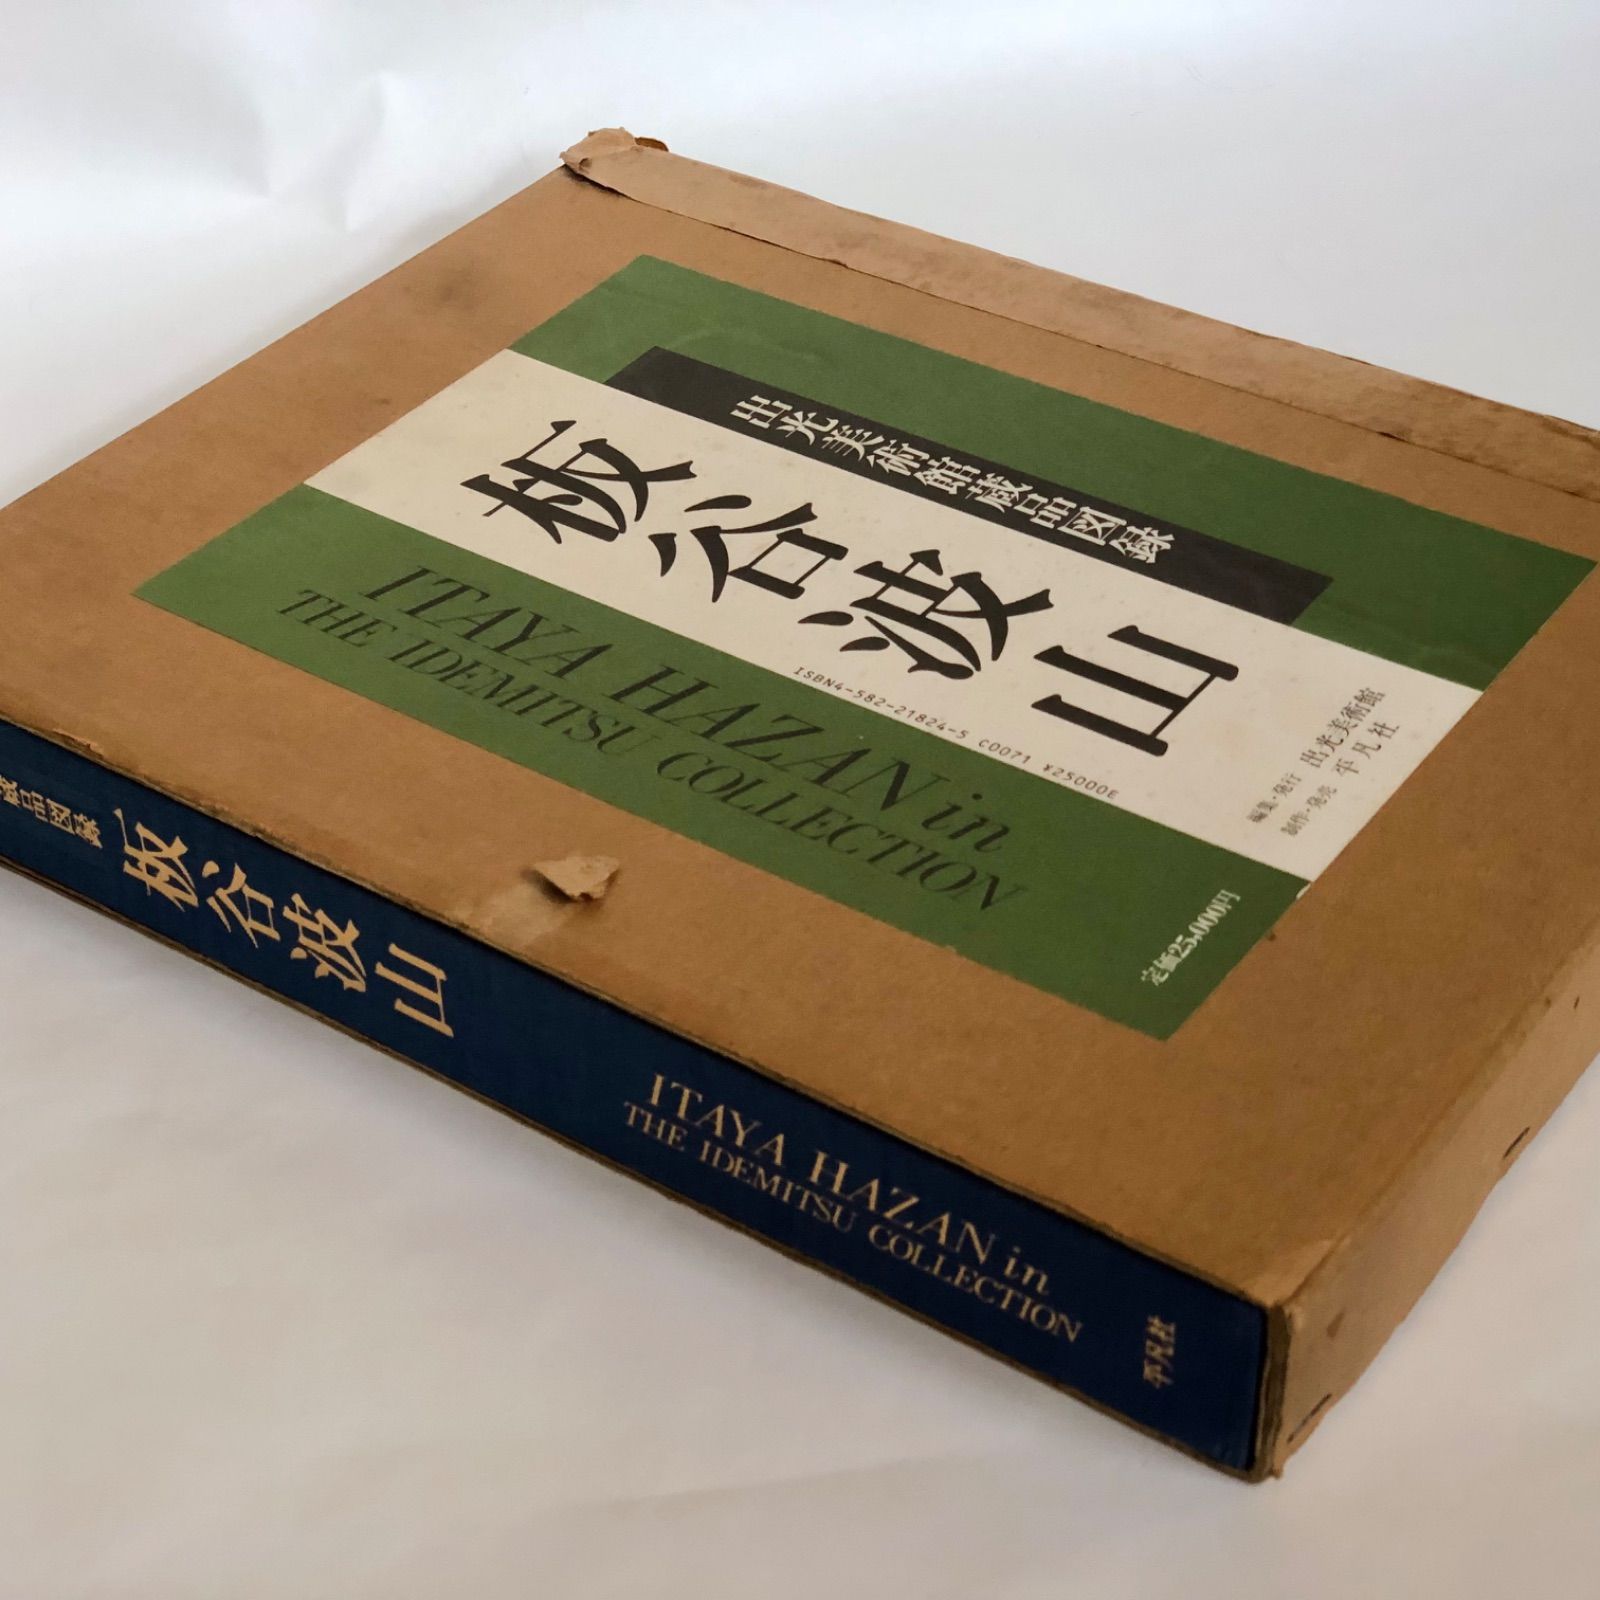 出光美術館蔵品図録
板谷波山
ITAYA HAZAN in
THE IDEMITSU COLLECTION
ISBN4-582-21824-5 C0071 ¥25000E
編集・発行 出光美術館
制作・発売 平凡社
定価25,000円
蔵品図録
板谷波山
ITAYA HAZAN in
THE IDEMITSU COLLECTION
平凡社